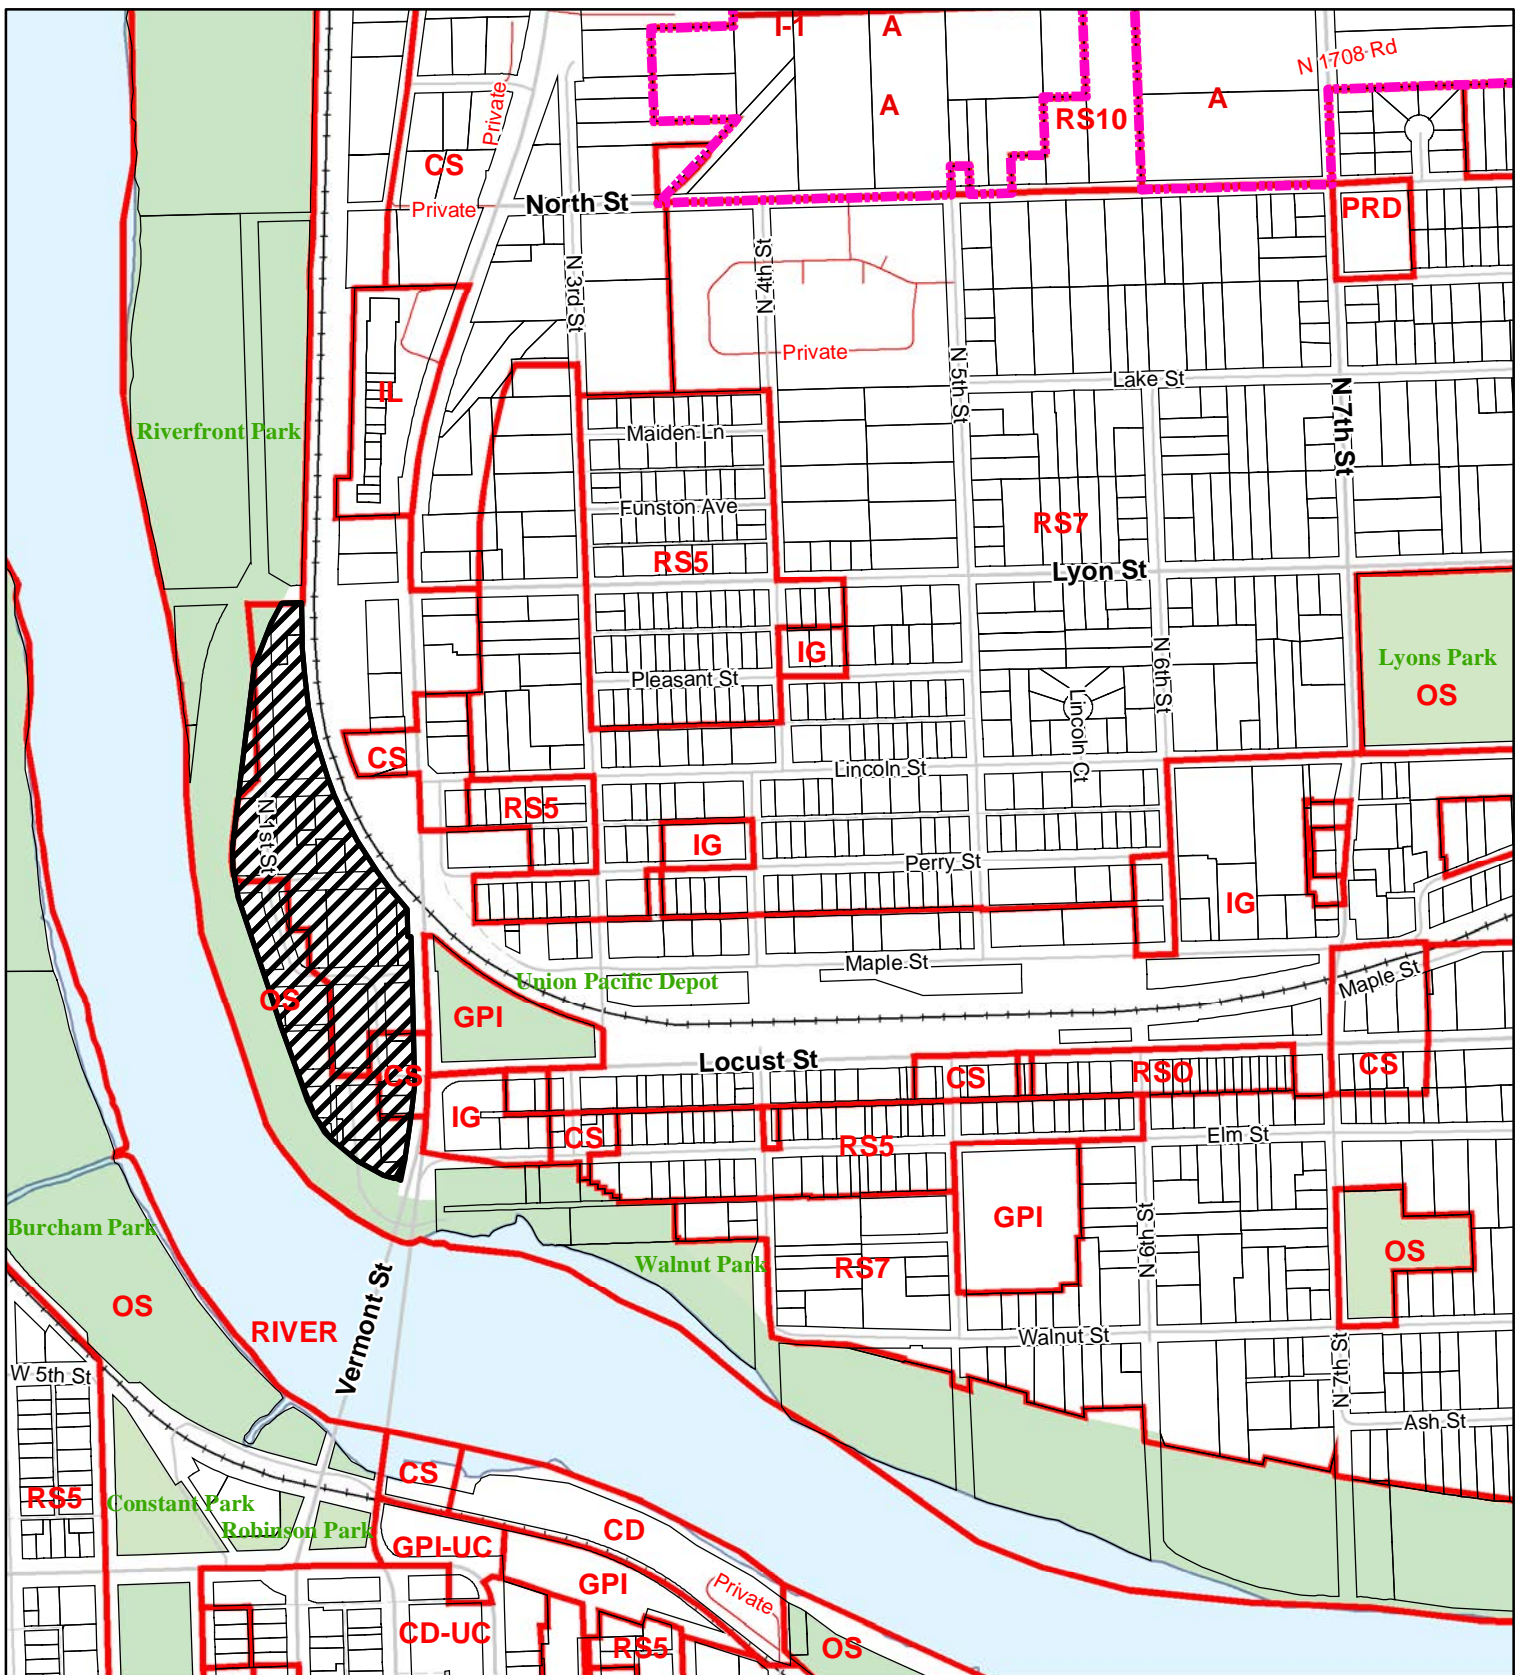 I-1
A
N 1708 Rd
Private
A
A
RS10
CS
Private
North St
PRD
N 3rd St
N 4th St
Private
N 5th St
Lake St
IL
N 7th St
Riverfront Park
Maiden Ln
Funston Ave
RS7
RS5
Lyon St
IG
Lyons Park
Pleasant St
N 6th St
OS
Lincoln Ct
CS
Lincoln St
RS5
N 1st St
IG
Perry St
IG
Maple St
Union Pacific Depot
Maple St
OS
GPI
Locust St
CS
CS
RSO
CS
IG
CS
RS5
Elm St
Burcham Park
GPI
N 6th St
Walnut Park
RS7
OS
OS
RIVER
Vermont St
Walnut St
W 5th St
N 7th St
Ash St
CS
RS5
Constant Park
Robinson Park
CD
GPI-UC
GPI
Private
CD-UC
RS5
OS